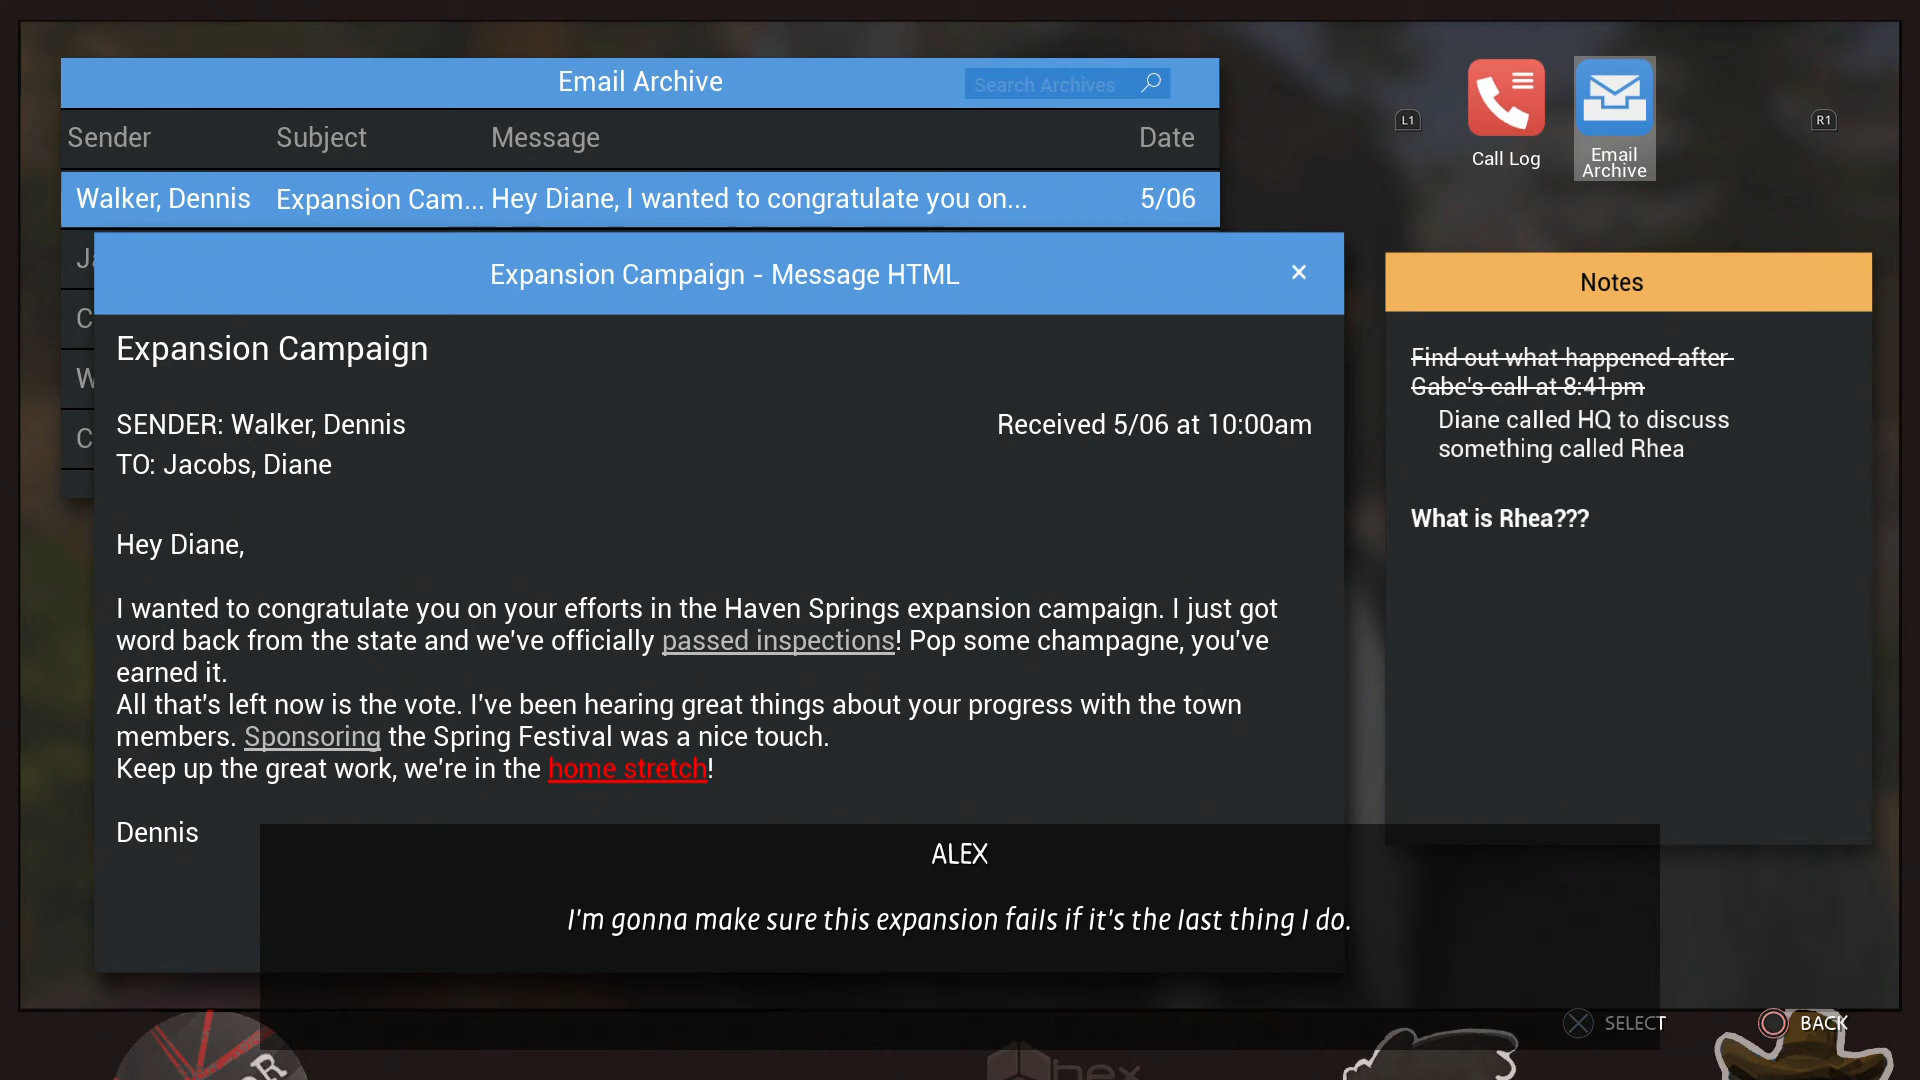 Email Archive
Search Archives
Call Log
Email
Archive
L1
R1
Sender Subject Message Date
Walker, Dennis Expansion Cam... Hey Diane, I wanted to congratulate you on... 5/06
Ja
C
W
C
Expansion Campaign - Message HTML
×
Expansion Campaign
SENDER: Walker, Dennis Received 5/06 at 10:00am
TO: Jacobs, Diane
Hey Diane,
I wanted to congratulate you on your efforts in the Haven Springs expansion campaign. I just got
word back from the state and we've officially passed inspections! Pop some champagne, you've
earned it.
All that's left now is the vote. I've been hearing great things about your progress with the town
members. Sponsoring the Spring Festival was a nice touch.
Keep up the great work, we're in the home stretch!
Dennis
Notes
Find out what happened after
Gabe's call at 8:41pm
Diane called HQ to discuss
something called Rhea
What is Rhea???
ALEX
I'm gonna make sure this expansion fails if it's the last thing I do.
SELECT
BACK
hex